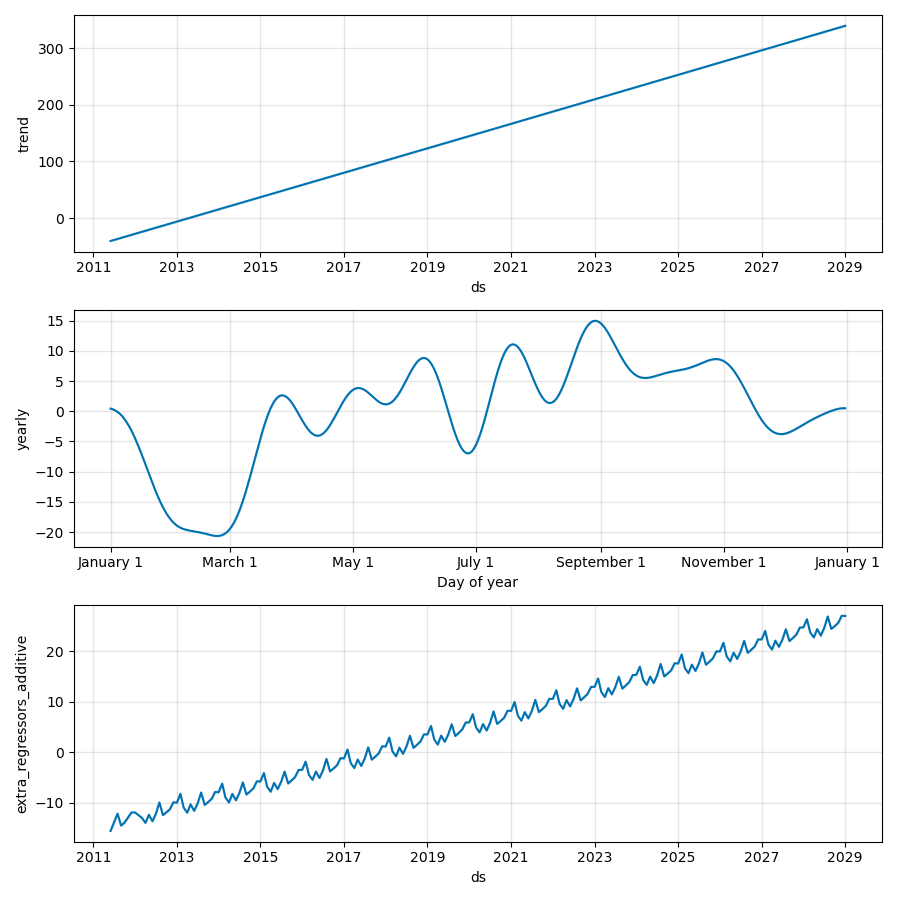 300
200
100
0
trend
2011 2013 2015 2017 2019 2021 2023 2025 2027 2029
ds
15
10
5
0
−5
−10
−15
−20
yearly
January 1 March 1 May 1 July 1 September 1 November 1 January 1
Day of year
20
10
0
−10
extra_regressors_additive
2011 2013 2015 2017 2019 2021 2023 2025 2027 2029
ds